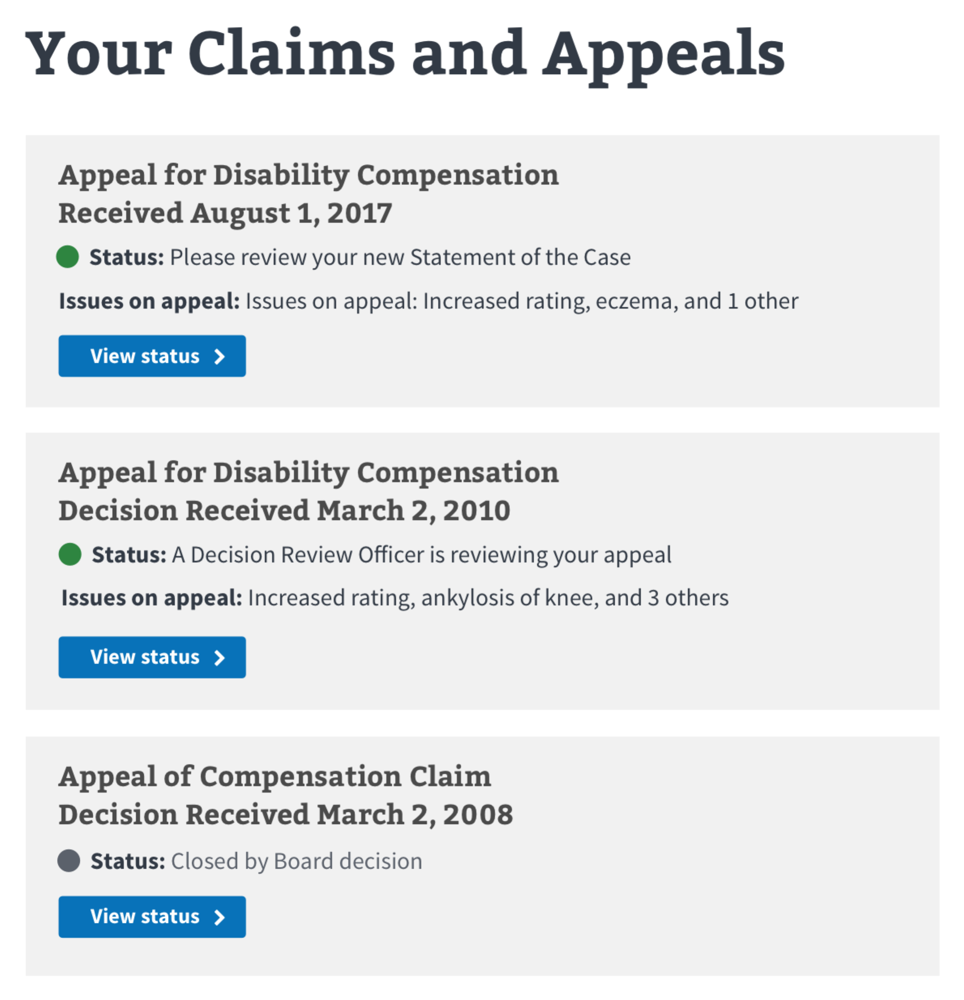 Your Claims and Appeals
Appeal for Disability Compensation
Received August 1, 2017
Status: Please review your new Statement of the Case
Issues on appeal: Issues on appeal: Increased rating, eczema, and 1 other
View status
Appeal for Disability Compensation
Decision Received March 2, 2010
Status: A Decision Review Officer is reviewing your appeal
Issues on appeal: Increased rating, ankylosis of knee, and 3 others
View status
Appeal of Compensation Claim
Decision Received March 2, 2008
Status: Closed by Board decision
View status